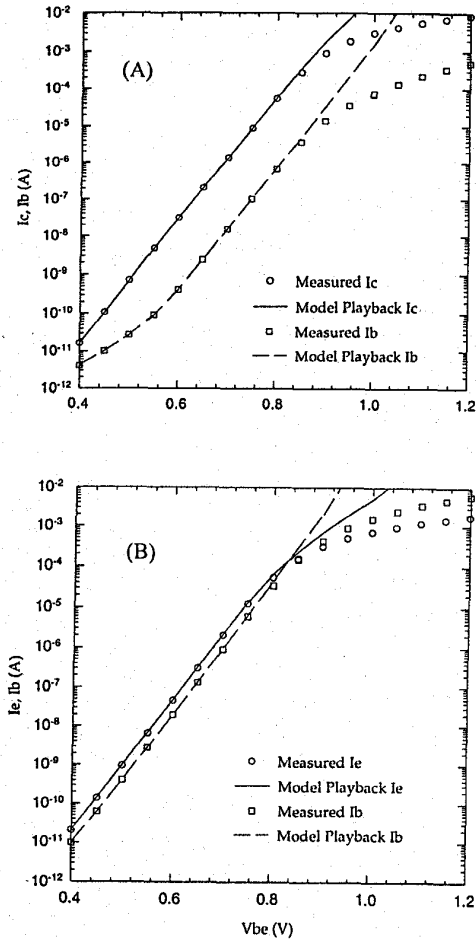 (A)
Ic, Ib (A)
10-2
10-3
10-4
10-5
10-6
10-7
10-8
10-9
10-10
10-11
10-12
Measured Ic
Model Playback Ic
Measured Ib
Model Playback Ib
0.4 0.6 0.8 1.0 1.2
(B)
Ie, Ib (A)
10-2
10-3
10-4
10-5
10-6
10-7
10-8
10-9
10-10
10-11
10-12
Measured Ie
Model Playback Ie
Measured Ib
Model Playback Ib
0.4 0.6 0.8 1.0 1.2
Vbe (V)